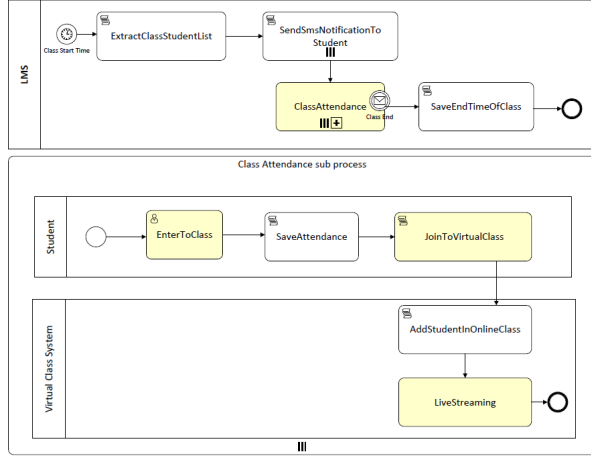 LMS
Class Start Time
ExtractClassStudentList
SendSmsNotificationTo
Student
ClassAttendance
Class End
SaveEndTimeOfClass
Class Attendance sub process
Student
EnterToClass
SaveAttendance
JoinToVirtualClass
Virtual Class System
AddStudentInOnlineClass
LiveStreaming